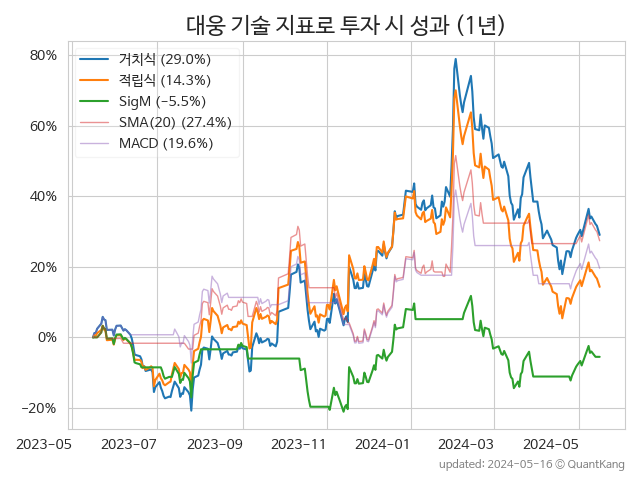 대웅 기술 지표로 투자 시 성과 (1년)
80%
60%
40%
20%
0%
−20%
거치식 (29.0%)
적립식 (14.3%)
SigM (−5.5%)
SMA(20) (27.4%)
MACD (19.6%)
2023−05 2023−07 2023−09 2023−11 2024−01 2024−03 2024−05
updated: 2024-05-16 © QuantKang